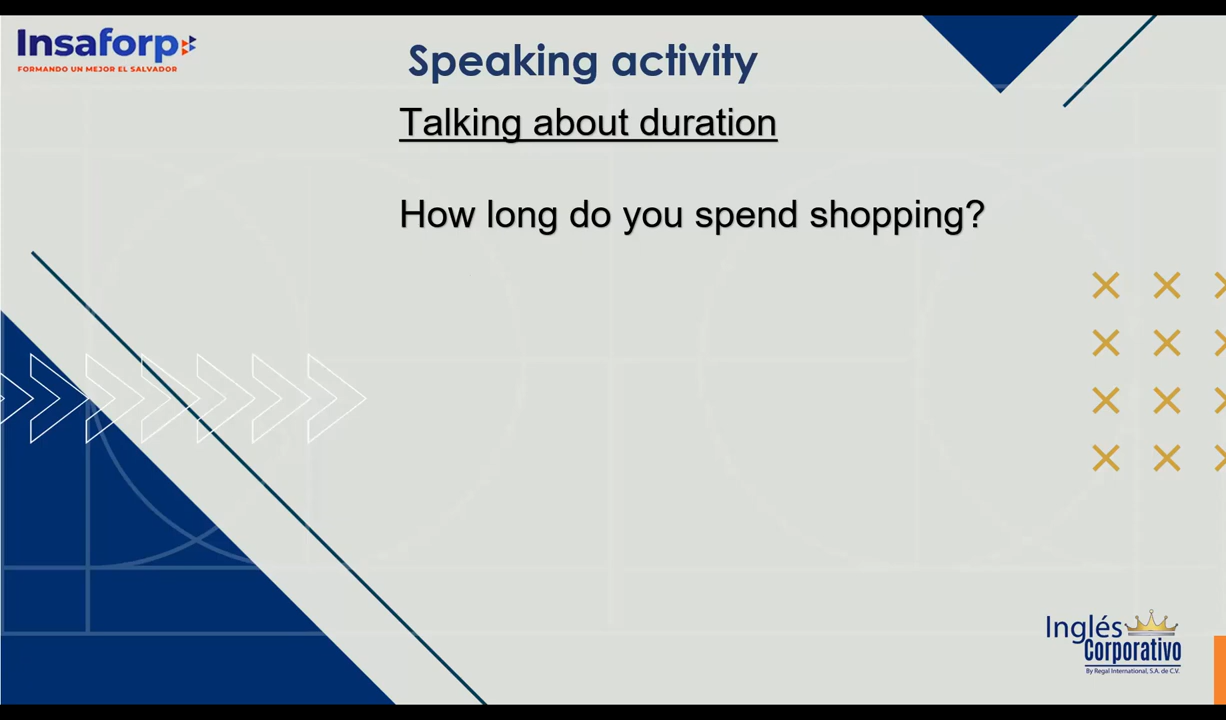 Insaforp
FORMANDO UN MEJOR EL SALVADOR
Speaking activity
Talking about duration
How long do you spend shopping?
Inglés
Corporativo
By Regal International, S.A. de C.V.